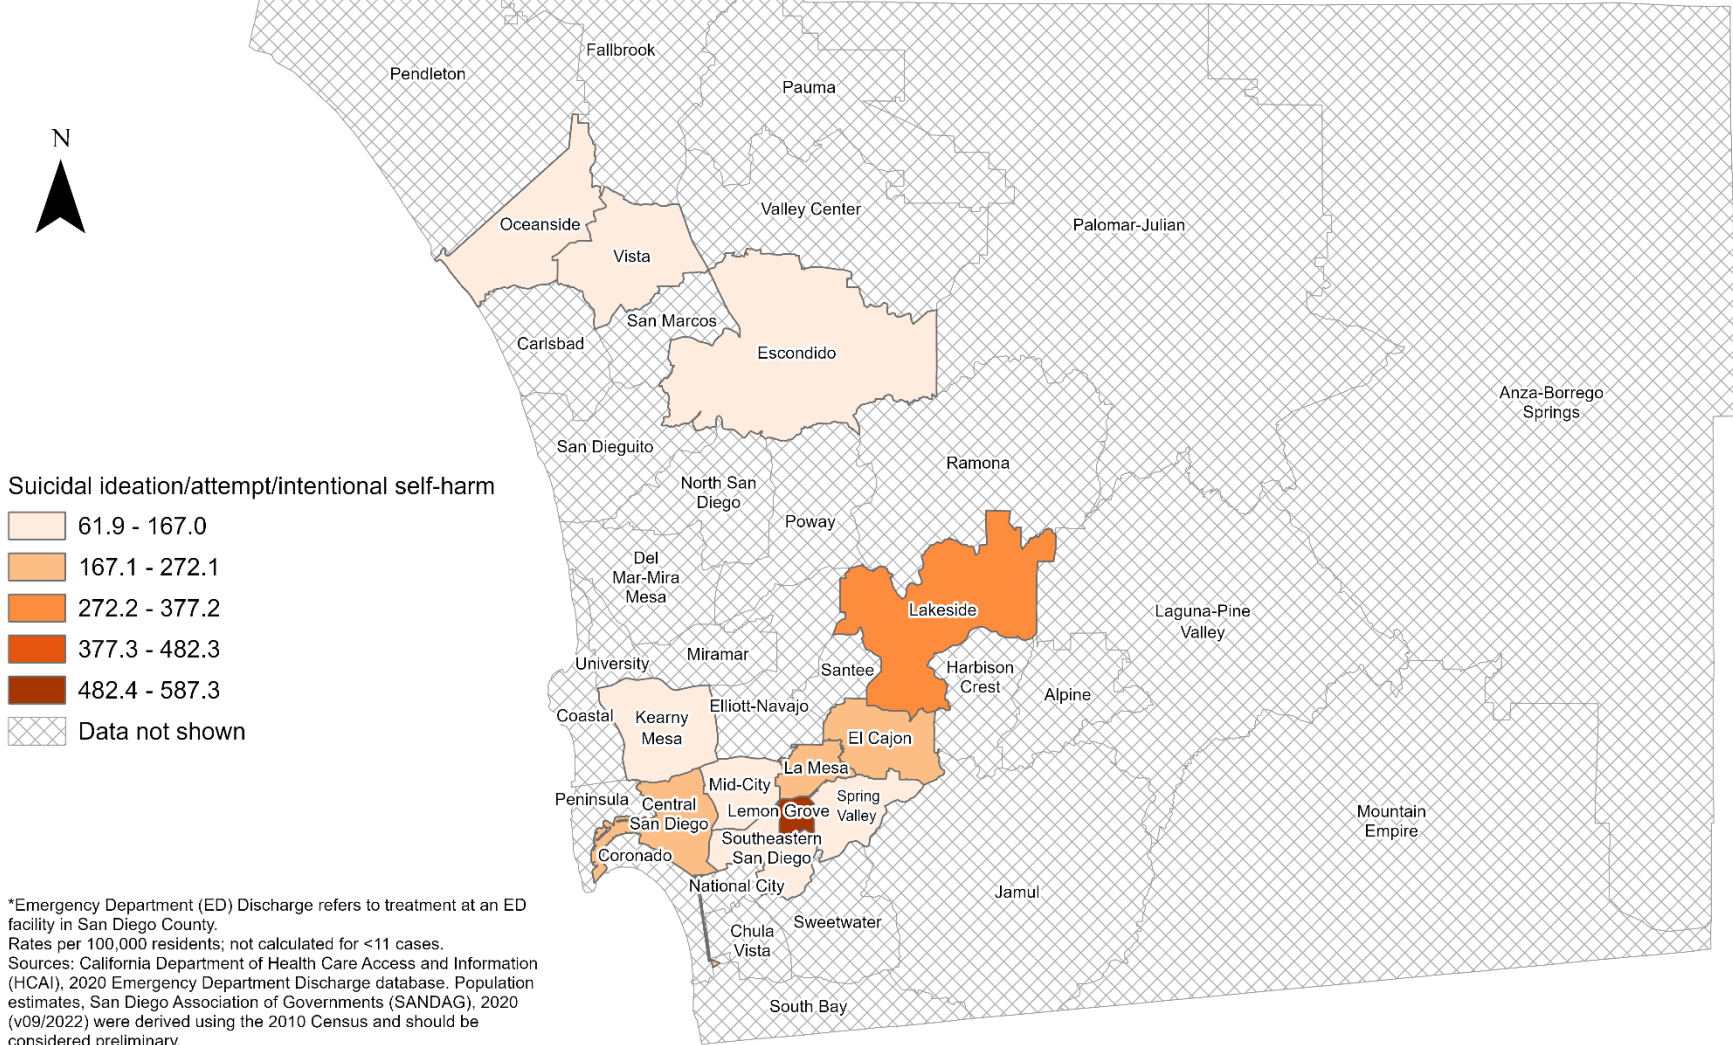 Fallbrook
Pendleton
Pauma
N
Valley Center
Oceanside
Palomar-Julian
Vista
San Marcos
Carlsbad
Escondido
Anza-Borrego
Springs
San Dieguito
Ramona
North San
Diego
Poway
Suicidal ideation/attempt/intentional self-harm
61.9 - 167.0
167.1 - 272.1
272.2 - 377.2
377.3 - 482.3
482.4 - 587.3
Data not shown
Del
Mar-Mira
Mesa
Lakeside
Laguna-Pine
Valley
Miramar
University
Santee
Harbison
Crest
Alpine
Elliott-Navajo
Coastal
Kearny
Mesa
El Cajon
La Mesa
Mid-City
Peninsula
Central
San Diego
Lemon Grove
Spring
Valley
Mountain
Empire
Southeastern
San Diego
Coronado
National City
Jamul
Sweetwater
Chula
Vista
South Bay
*Emergency Department (ED) Discharge refers to treatment at an ED
facility in San Diego County.
Rates per 100,000 residents; not calculated for <11 cases.
Sources: California Department of Health Care Access and Information
(HCAI), 2020 Emergency Department Discharge database. Population
estimates, San Diego Association of Governments (SANDAG), 2020
(v09/2022) were derived using the 2010 Census and should be
considered preliminary.